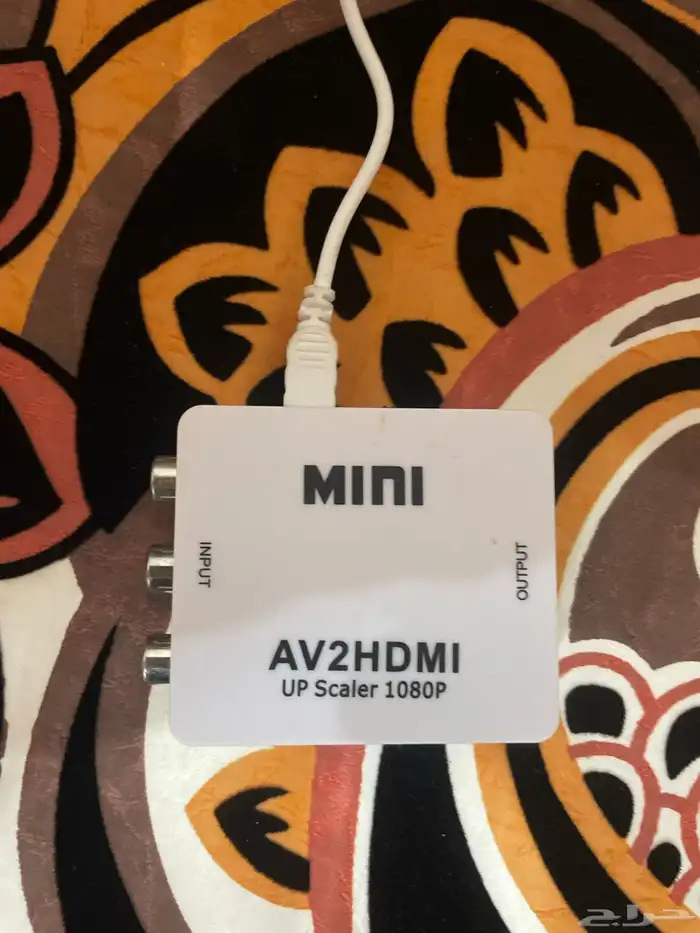 MINI
INPUT
OUTPUT
AV2HDMI
UP Scaler 1080P
حراج